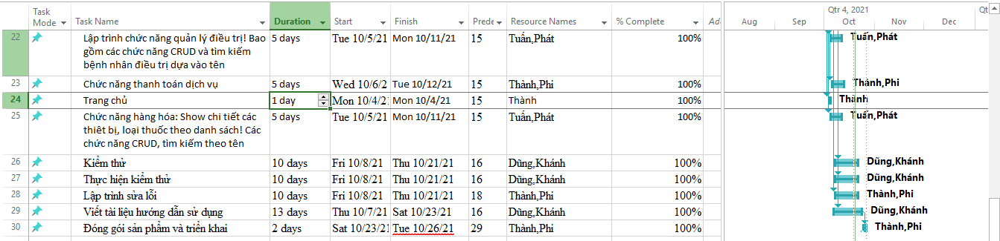 Task Mode Task Name Duration Start Finish Prede Resource Names % Complete Ad
Qtr 4, 2021 Qt
Aug Sep Oct Nov Dec
22 Lập trình chức năng quản lý điều trị! Bao 5 days Tue 10/5/21 Mon 10/11/21 15 Tuấn,Phát 100% Tuấn,Phát
gồm các chức năng CRUD và tìm kiếm
bệnh nhân điều trị dựa vào tên
23 Chức năng thanh toán dịch vụ 5 days Wed 10/6/2 Tue 10/12/21 15 Thành,Phi 100% Thành,Phi
24 Trang chủ 1 day Mon 10/4/21 Mon 10/4/21 15 Thành 100% Thành
25 Chức năng hàng hóa: Show chi tiết các 5 days Tue 10/5/21 Mon 10/11/21 15 Tuấn,Phát 100% Tuấn,Phát
thiết bị, loại thuốc theo danh sách! Các
chức năng CRUD, tìm kiếm theo tên
26 Kiểm thử 10 days Fri 10/8/21 Thu 10/21/21 16 Dũng,Khánh 100% Dũng,Khánh
27 Thực hiện kiểm thử 10 days Fri 10/8/21 Thu 10/21/21 16 Dũng,Khánh 100% Dũng,Khánh
28 Lập trình sửa lỗi 10 days Fri 10/8/21 Thu 10/21/21 18 Thành,Phi 100% Thành,Phi
29 Viết tài liệu hướng dẫn sử dụng 13 days Thu 10/7/21 Sat 10/23/21 16 Dũng,Khánh 100% Dũng,Khánh
30 Đóng gói sản phẩm và triển khai 2 days Sat 10/23/21 Tue 10/26/21 29 Thành,Phi 100% Thành,Phi